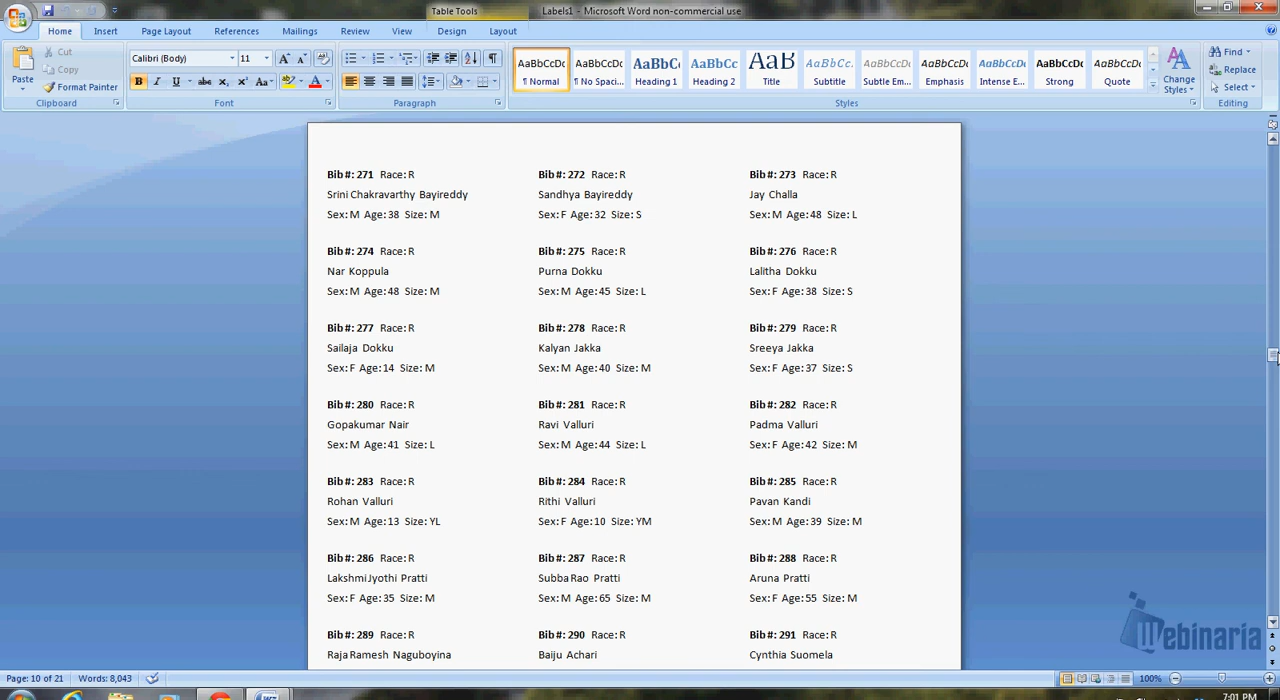 Table Tools
Labels1 - Microsoft Word non-commercial use
Home Insert Page Layout References Mailings Review View Design Layout
Paste
Cut
Copy
Format Painter
Clipboard
Calibri (Body) 11
B I U abc x₂ x² Aa
Font
Paragraph
AaBbCcDc AaBbCcDc AaBbC AaBbCc AaB AaBbCc. AaBbCcDc AaBbCcDc AaBbCcDc AaBbCcDc AaBbCcDc
¶ Normal ¶ No Spaci... Heading 1 Heading 2 Title Subtitle Subtle Em... Emphasis Intense E... Strong Quote
Change Styles
Styles
Find
Replace
Select
Editing
Bib#: 271 Race: R Bib#: 272 Race: R Bib#: 273 Race: R
Srini Chakravarthy Bayireddy Sandhya Bayireddy Jay Challa
Sex: M Age: 38 Size: M Sex: F Age: 32 Size: S Sex: M Age: 48 Size: L
Bib#: 274 Race: R Bib#: 275 Race: R Bib#: 276 Race: R
Nar Koppula Purna Dokku Lalitha Dokku
Sex: M Age: 48 Size: M Sex: M Age: 45 Size: L Sex: F Age: 38 Size: S
Bib#: 277 Race: R Bib#: 278 Race: R Bib#: 279 Race: R
Sailaja Dokku Kalyan Jakka Sreeya Jakka
Sex: F Age: 14 Size: M Sex: M Age: 40 Size: M Sex: F Age: 37 Size: S
Bib#: 280 Race: R Bib#: 281 Race: R Bib#: 282 Race: R
Gopakumar Nair Ravi Valluri Padma Valluri
Sex: M Age: 41 Size: L Sex: M Age: 44 Size: L Sex: F Age: 42 Size: M
Bib#: 283 Race: R Bib#: 284 Race: R Bib#: 285 Race: R
Rohan Valluri Rithi Valluri Pavan Kandi
Sex: M Age: 13 Size: YL Sex: F Age: 10 Size: YM Sex: M Age: 39 Size: M
Bib#: 286 Race: R Bib#: 287 Race: R Bib#: 288 Race: R
Lakshmi Jyothi Pratti Subba Rao Pratti Aruna Pratti
Sex: F Age: 35 Size: M Sex: M Age: 65 Size: M Sex: F Age: 55 Size: M
Bib#: 289 Race: R Bib#: 290 Race: R Bib#: 291 Race: R
Raja Ramesh Naguboyina Baiju Achari Cynthia Suomela
Webinaria
Page: 10 of 21 Words: 8,043 100%
7:01 PM